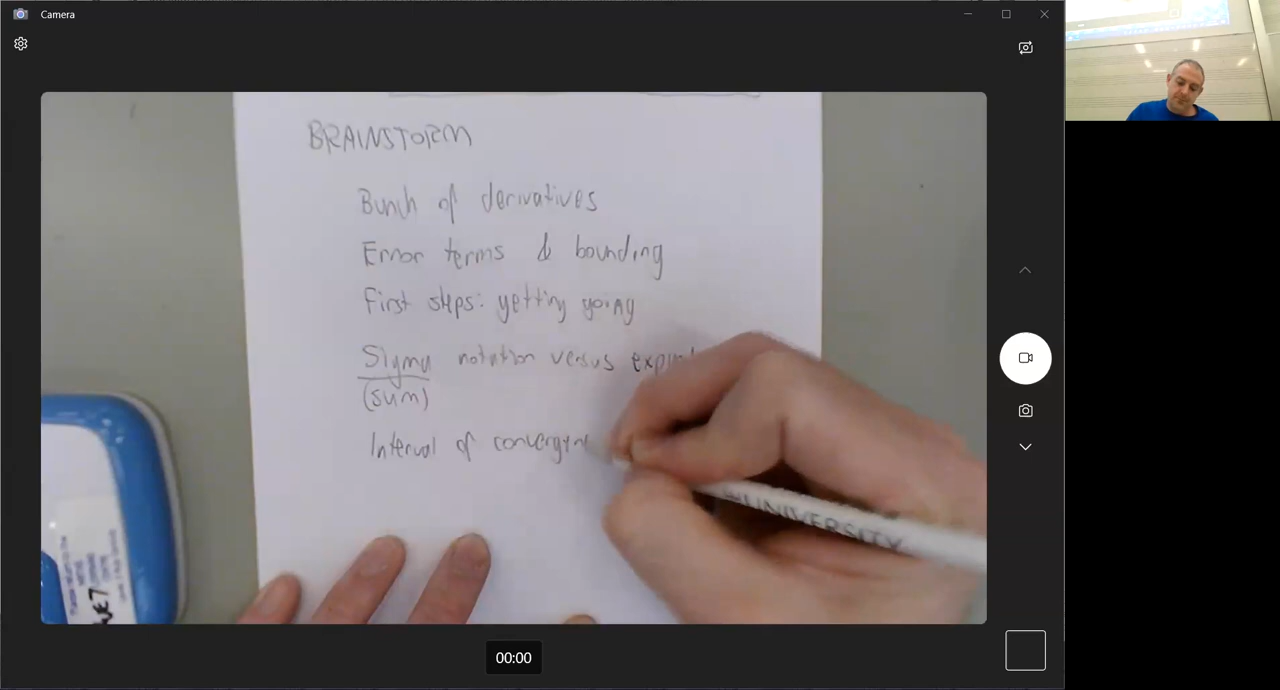 Camera
BRAINSTORM
Bunch of derivatives
Error terms & bounding
First steps: getting going
Sigma notation versus
(sum)
Interval of
UNIVERSITY
00:00